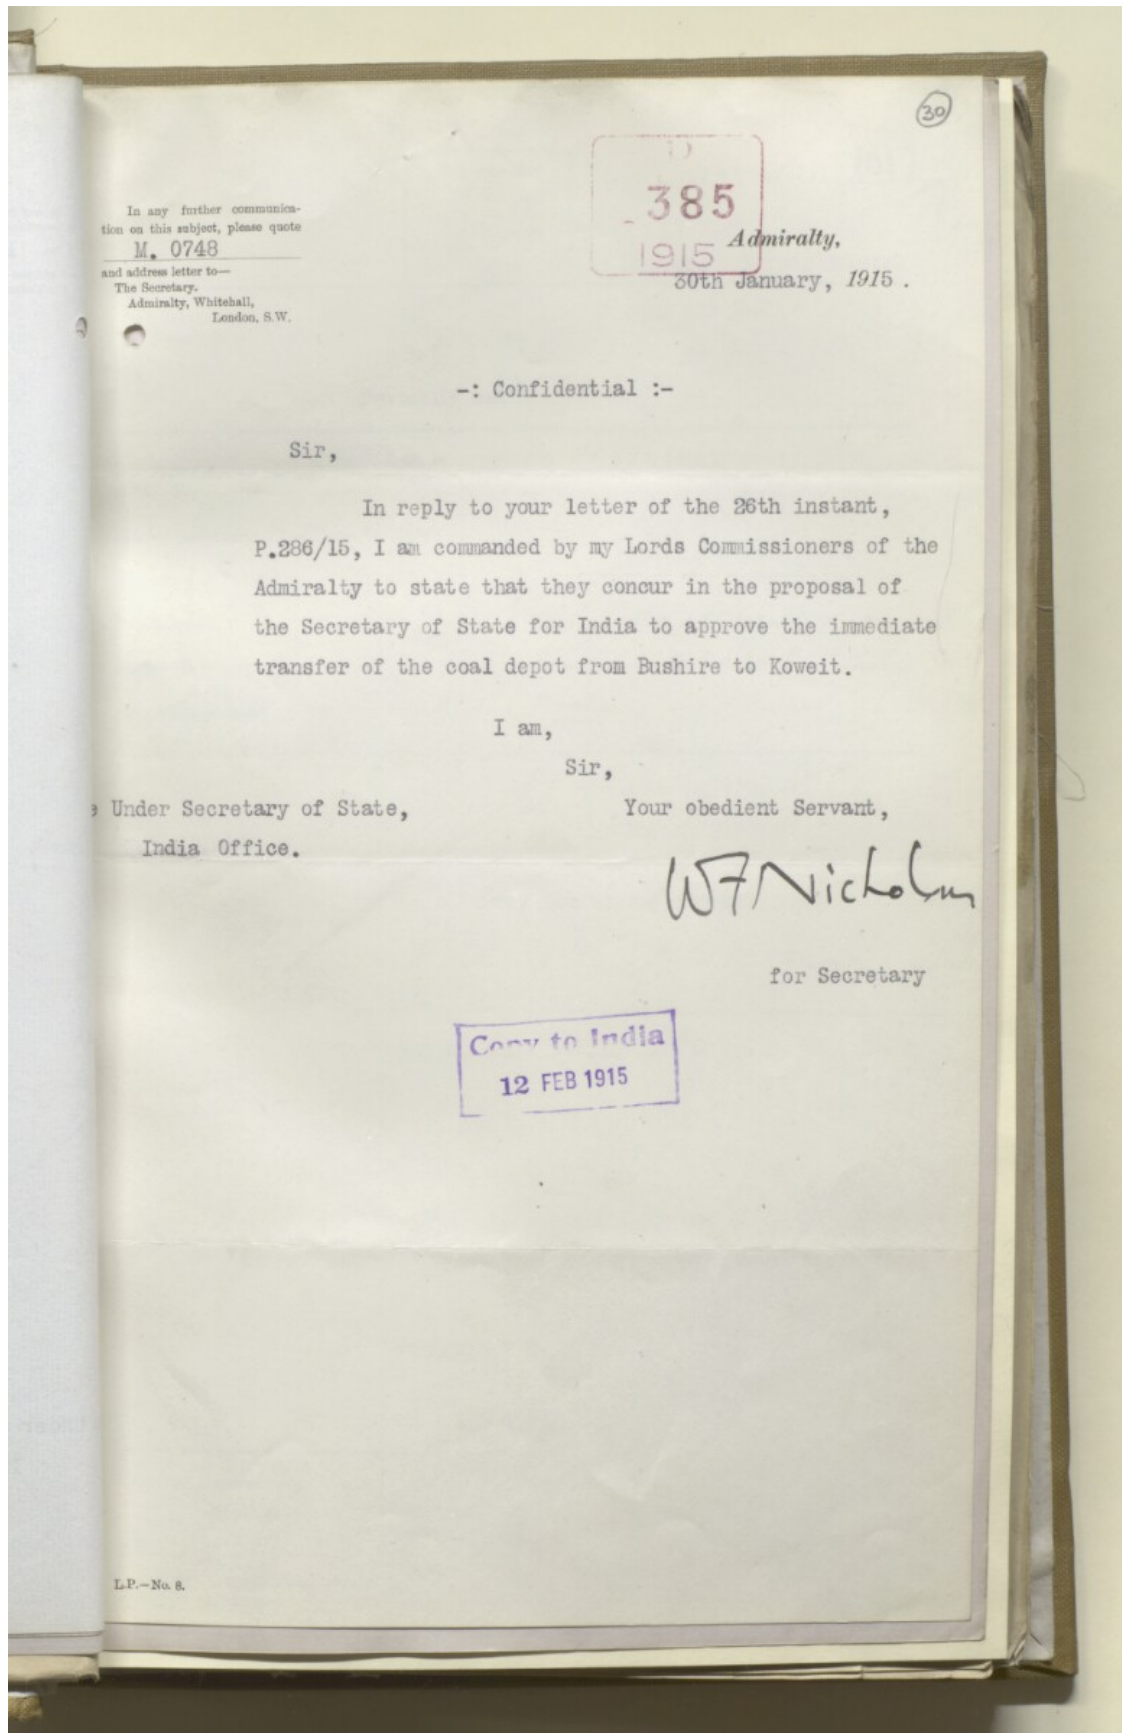 30
385
1915
In any further communica-
tion on this subject, please quote
M. 0748
and address letter to—
The Secretary.
Admiralty, Whitehall,
London, S.W.
Admiralty,
30th January, 1915 .
-: Confidential :-
Sir,
In reply to your letter of the 26th instant,
P.286/15, I am commanded by my Lords Commissioners of the
Admiralty to state that they concur in the proposal of
the Secretary of State for India to approve the immediate
transfer of the coal depot from Bushire to Koweit.
I am,
Sir,
Under Secretary of State,
Your obedient Servant,
India Office.
WF Nicholson
for Secretary
Copy to India
12 FEB 1915
L.P.—No. 8.